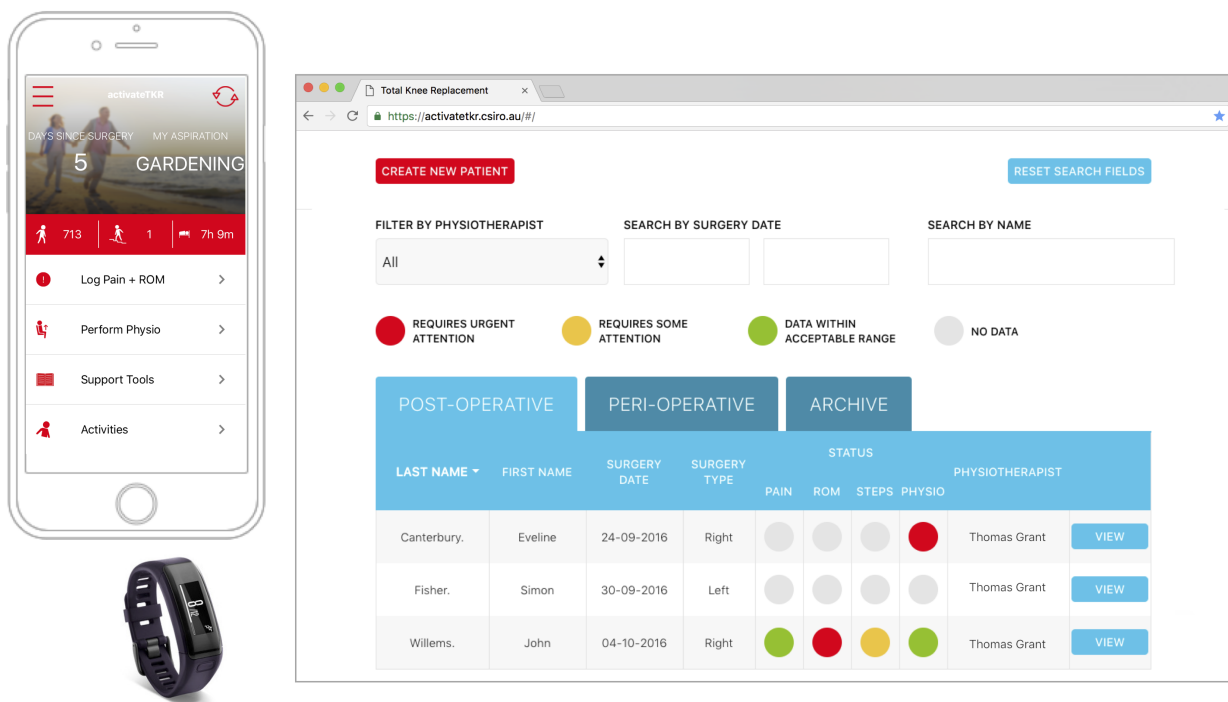 activateTKR
DAYS SINCE SURGERY MY ASPIRATION
5 GARDENING
713 1 7h 9m
Log Pain + ROM
Perform Physio
Support Tools
Activities
Total Knee Replacement ×
https://activatetkr.csiro.au/#/
CREATE NEW PATIENT RESET SEARCH FIELDS
FILTER BY PHYSIOTHERAPIST SEARCH BY SURGERY DATE SEARCH BY NAME
All
REQUIRES URGENT
ATTENTION
REQUIRES SOME
ATTENTION
DATA WITHIN
ACCEPTABLE RANGE
NO DATA
POST-OPERATIVE PERI-OPERATIVE ARCHIVE
LAST NAME FIRST NAME
SURGERY
DATE
SURGERY
TYPE
STATUS
PAIN ROM STEPS PHYSIO
PHYSIOTHERAPIST
Canterbury. Eveline 24-09-2016 Right Thomas Grant VIEW
Fisher. Simon 30-09-2016 Left Thomas Grant VIEW
Willems. John 04-10-2016 Right Thomas Grant VIEW